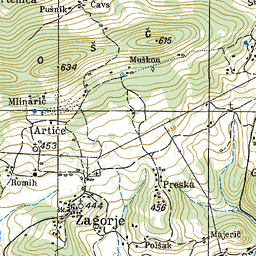 Pušnik
Čavs
O Š Č
615
634
Muškon
Mlinarič
Artiče
453
Romih
Preska
444
456
Zagorje
Polšak
Majerič